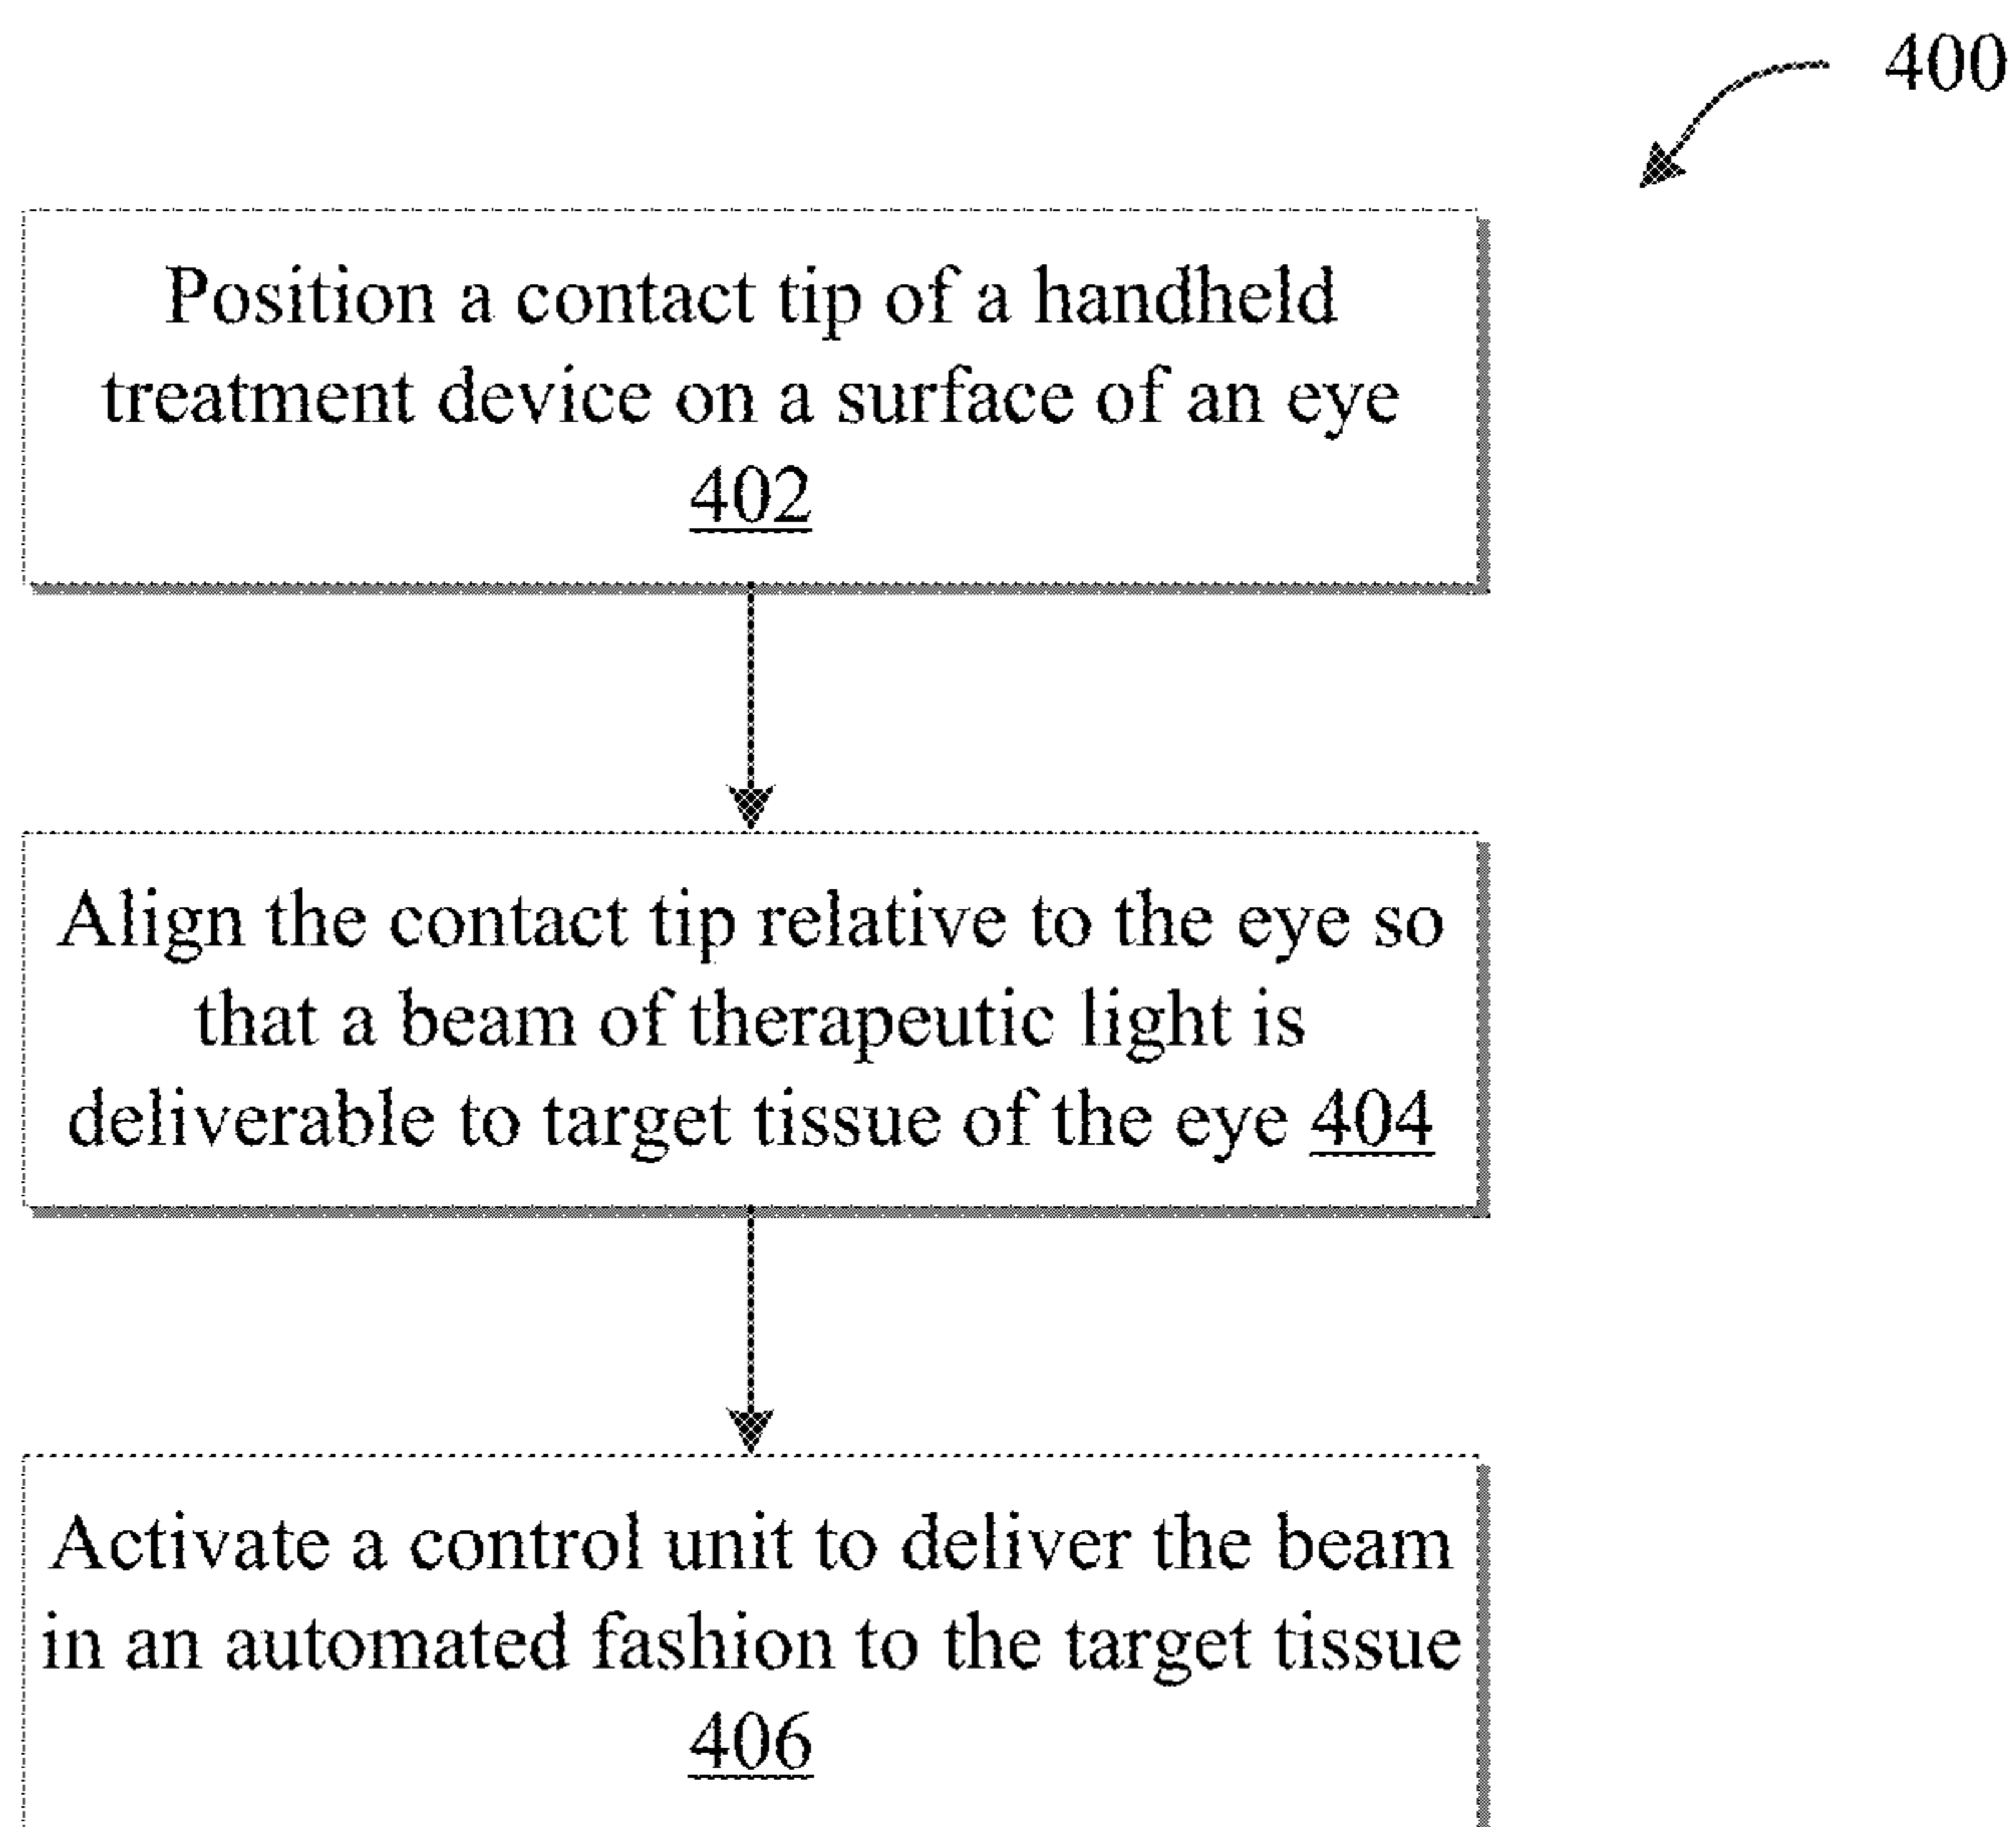 400
Position a contact tip of a handheld
treatment device on a surface of an eye
402
Align the contact tip relative to the eye so
that a beam of therapeutic light is
deliverable to target tissue of the eye 404
Activate a control unit to deliver the beam
in an automated fashion to the target tissue
406